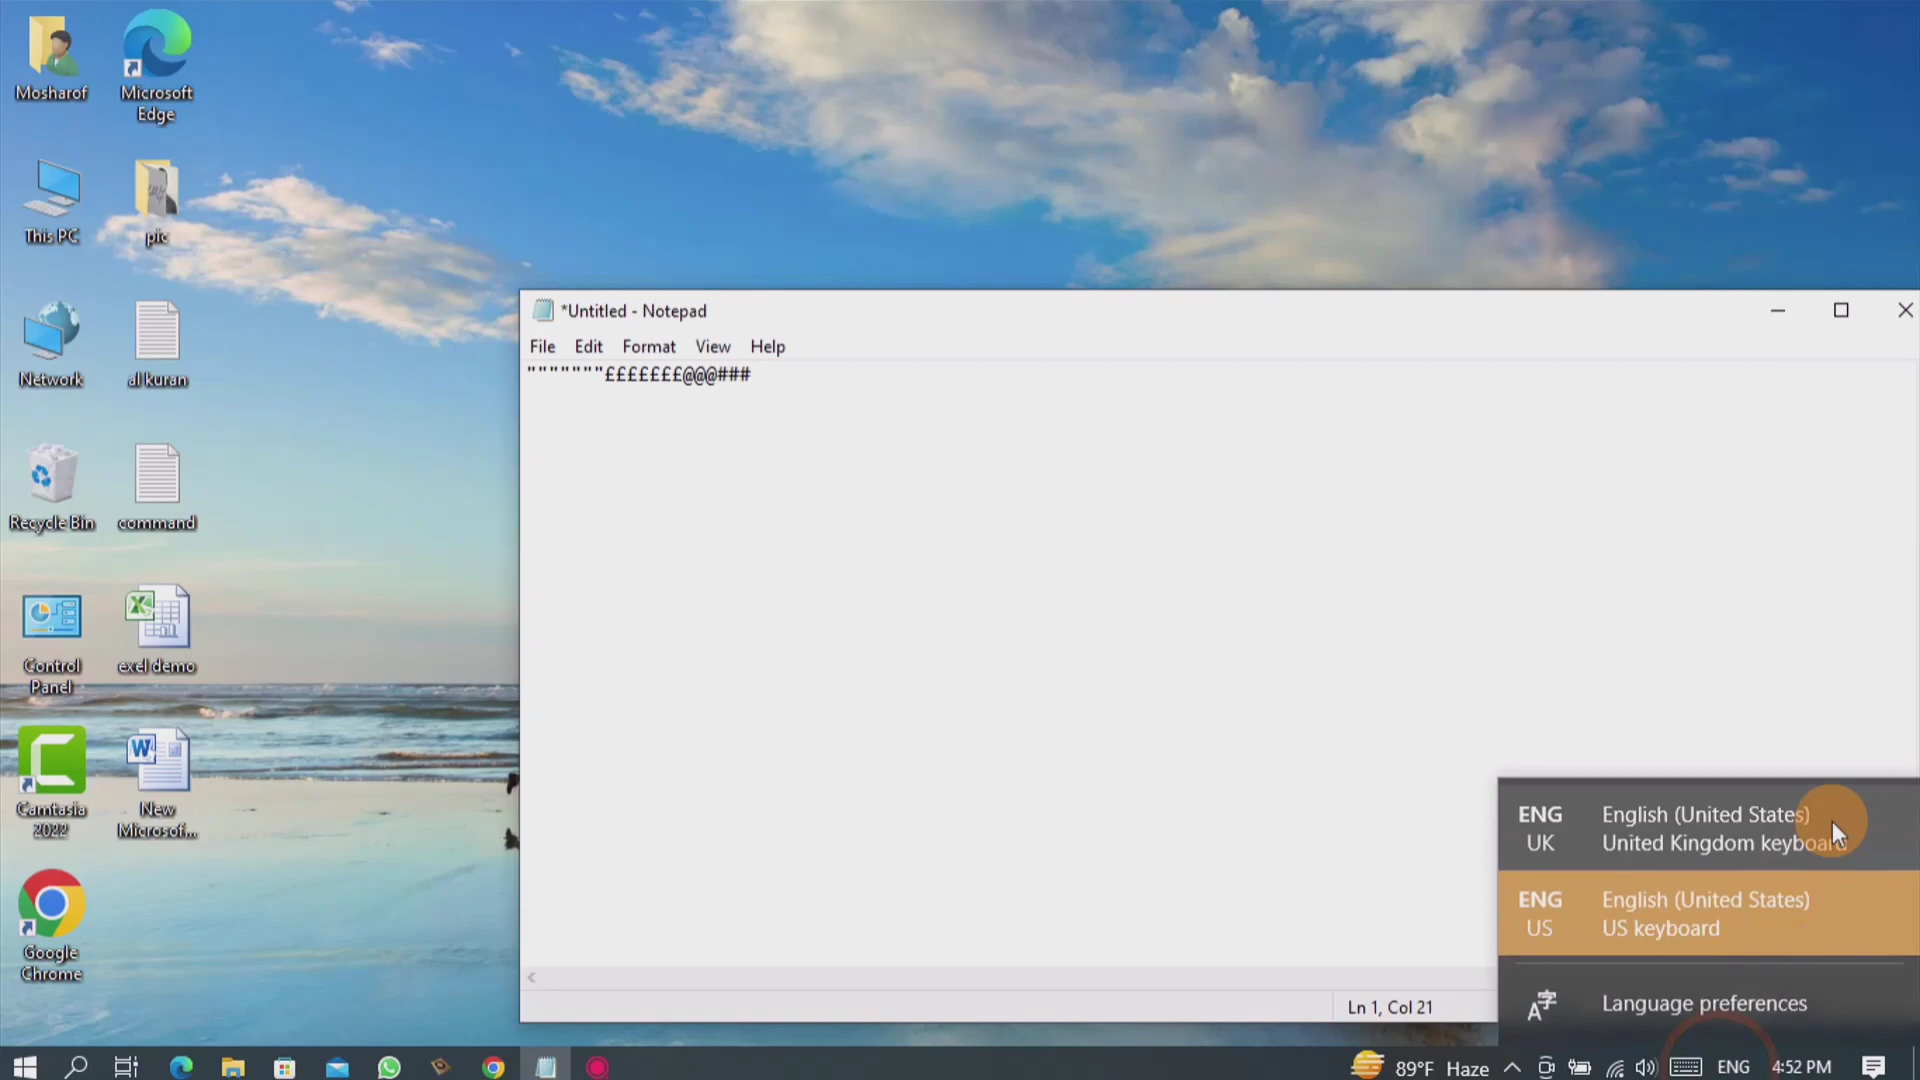 Mosharof
Microsoft
Edge
This PC
pic
Network
al kuran
Recycle Bin
command
Control
Panel
exel demo
Camtasia
2022
New
Microsof...
Google
Chrome
*Untitled - Notepad
File Edit Format View Help
"""""""£££££££@@@###
Ln 1, Col 21
ENG English (United States)
UK United Kingdom keyboard
ENG English (United States)
US US keyboard
Language preferences
89°F Haze ENG 4:52 PM